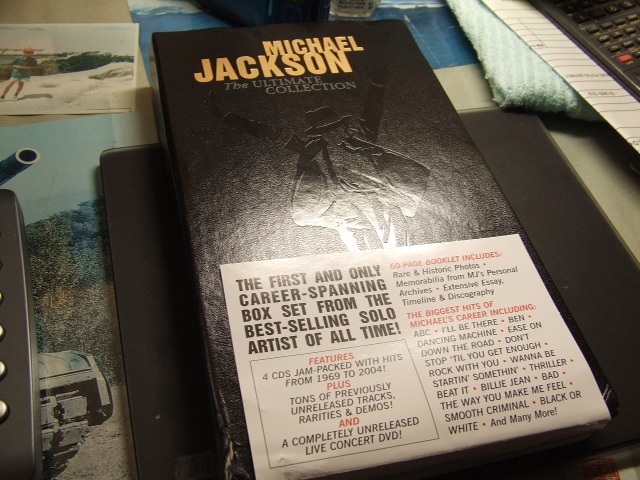 MICHAEL
JACKSON
The ULTIMATE
COLLECTION
THE FIRST AND ONLY
CAREER-SPANNING
BOX SET FROM THE
BEST-SELLING SOLO
ARTIST OF ALL TIME!
FEATURES
4 CDS JAM-PACKED WITH HITS
FROM 1969 TO 2004!
PLUS
TONS OF PREVIOUSLY
UNRELEASED TRACKS,
RARITIES & DEMOS!
AND
A COMPLETELY UNRELEASED
LIVE CONCERT DVD!
60-PAGE BOOKLET INCLUDES:
Rare & Historic Photos •
Memorabilia from MJ's Personal
Archives • Extensive Essay,
Timeline & Discography
THE BIGGEST HITS OF
MICHAEL'S CAREER INCLUDING:
ABC • I'LL BE THERE • BEN •
DANCING MACHINE • EASE ON
DOWN THE ROAD • DON'T
STOP 'TIL YOU GET ENOUGH •
ROCK WITH YOU • WANNA BE
STARTIN' SOMETHIN' • THRILLER •
BEAT IT • BILLIE JEAN • BAD •
THE WAY YOU MAKE ME FEEL •
SMOOTH CRIMINAL • BLACK OR
WHITE • And Many More!